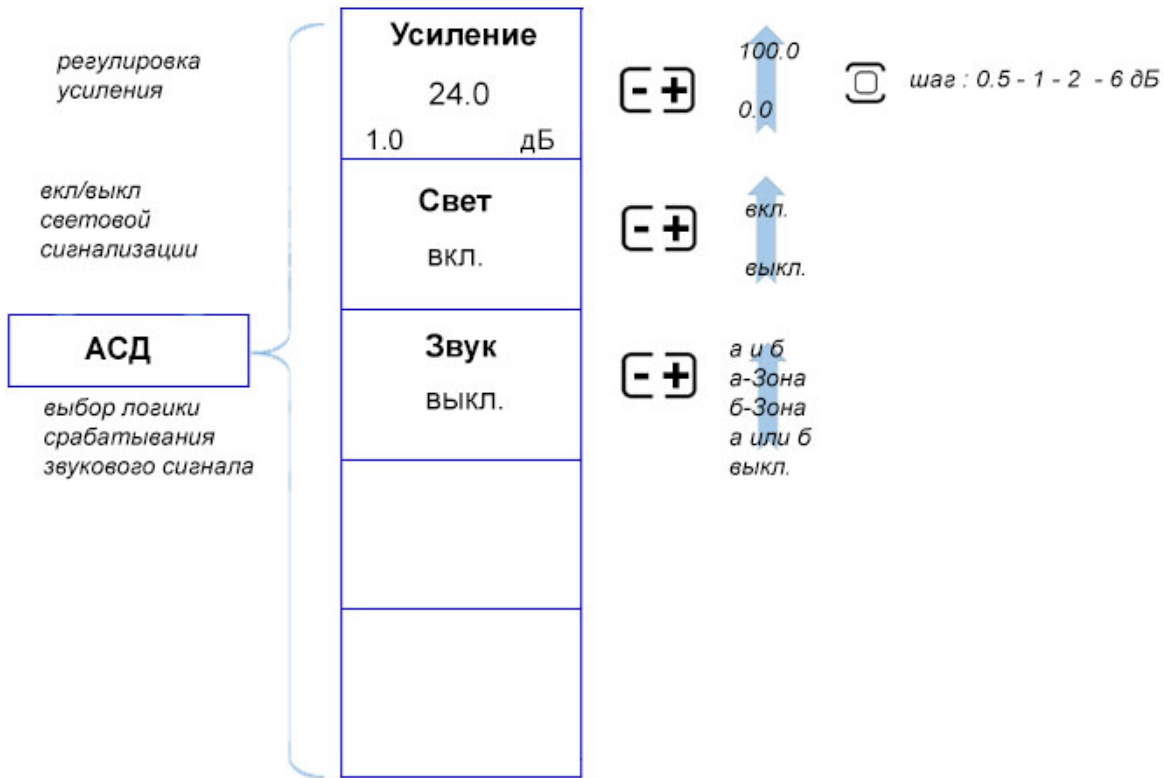 регулировка
усиления
Усиление
24.0
1.0 дБ
- +
100.0
0.0
шаг : 0.5 - 1 - 2 - 6 дБ
вкл/выкл
световой
сигнализации
Свет
вкл.
- +
вкл.
выкл.
АСД
выбор логики
срабатывания
звукового сигнала
Звук
выкл.
- +
а и б
а-Зона
б-Зона
а или б
выкл.